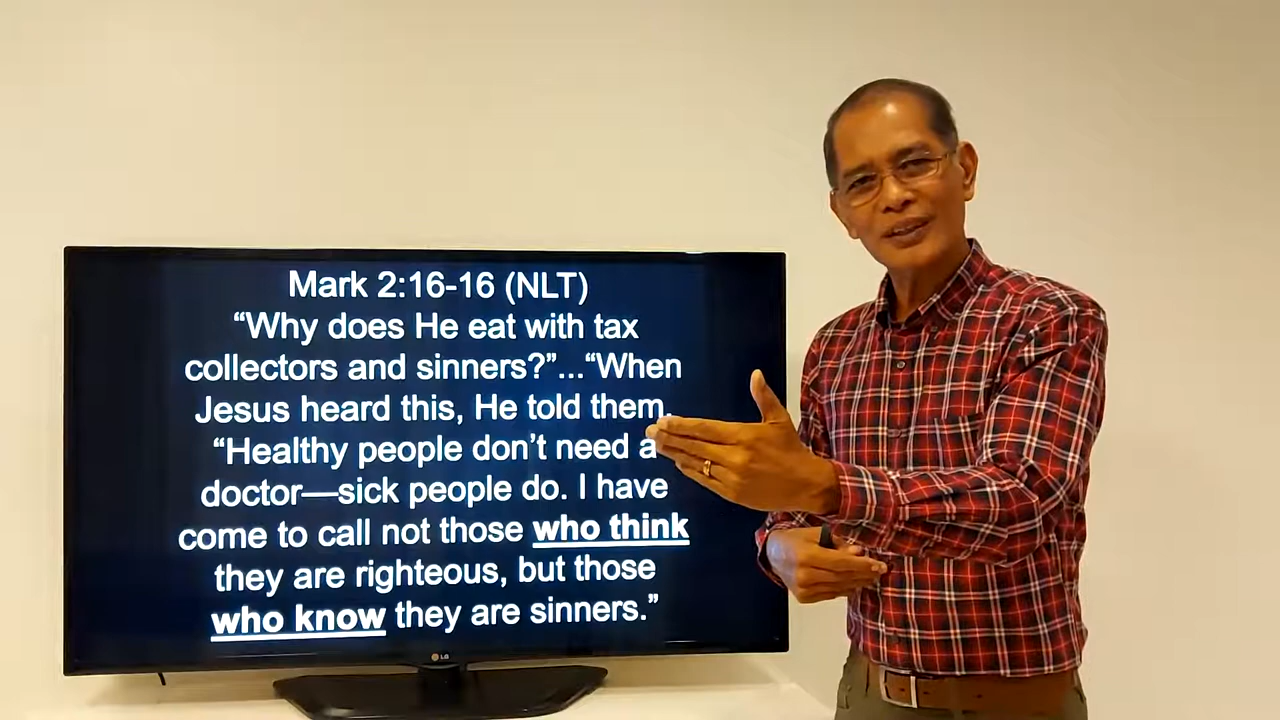 Mark 2:16-16 (NLT)
“Why does He eat with tax
collectors and sinners?”...“When
Jesus heard this, He told them,
“Healthy people don’t need a
doctor—sick people do. I have
come to call not those who think
they are righteous, but those
who know they are sinners.”
LG